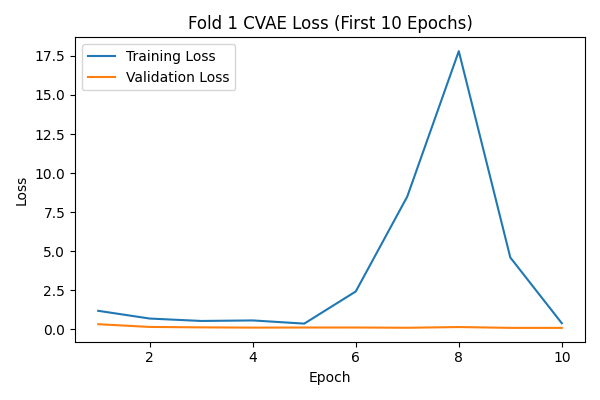 Fold 1 CVAE Loss (First 10 Epochs)
Training Loss
Validation Loss
17.5
15.0
12.5
10.0
7.5
5.0
2.5
0.0
Loss
2 4 6 8 10
Epoch